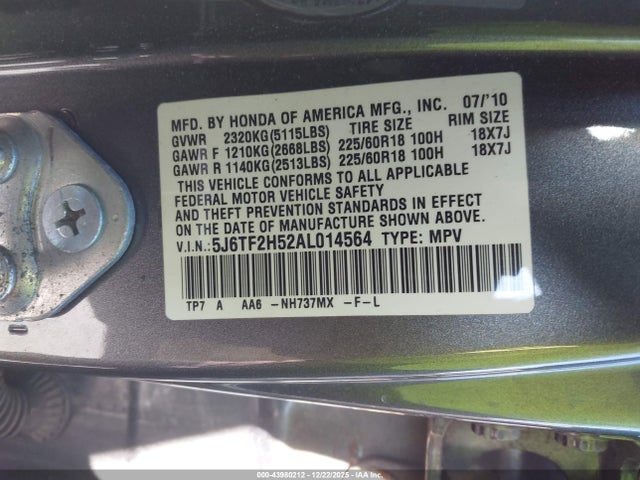 MFD. BY HONDA OF AMERICA MFG., INC. 07/'10
GVWR 2320KG(5115LBS) TIRE SIZE RIM SIZE
GAWR F 1210KG(2668LBS) 225/60R18 100H 18X7J
GAWR R 1140KG(2513LBS) 225/60R18 100H 18X7J
THIS VEHICLE CONFORMS TO ALL APPLICABLE
FEDERAL MOTOR VEHICLE SAFETY
AND THEFT PREVENTION STANDARDS IN EFFECT
ON THE DATE OF MANUFACTURE SHOWN ABOVE.
V.I.N.: 5J6TF2H52AL014564 TYPE: MPV
TP7 A AA6 -NH737MX -F-L
000-43980212 - 12/22/2025 - IAAI.com